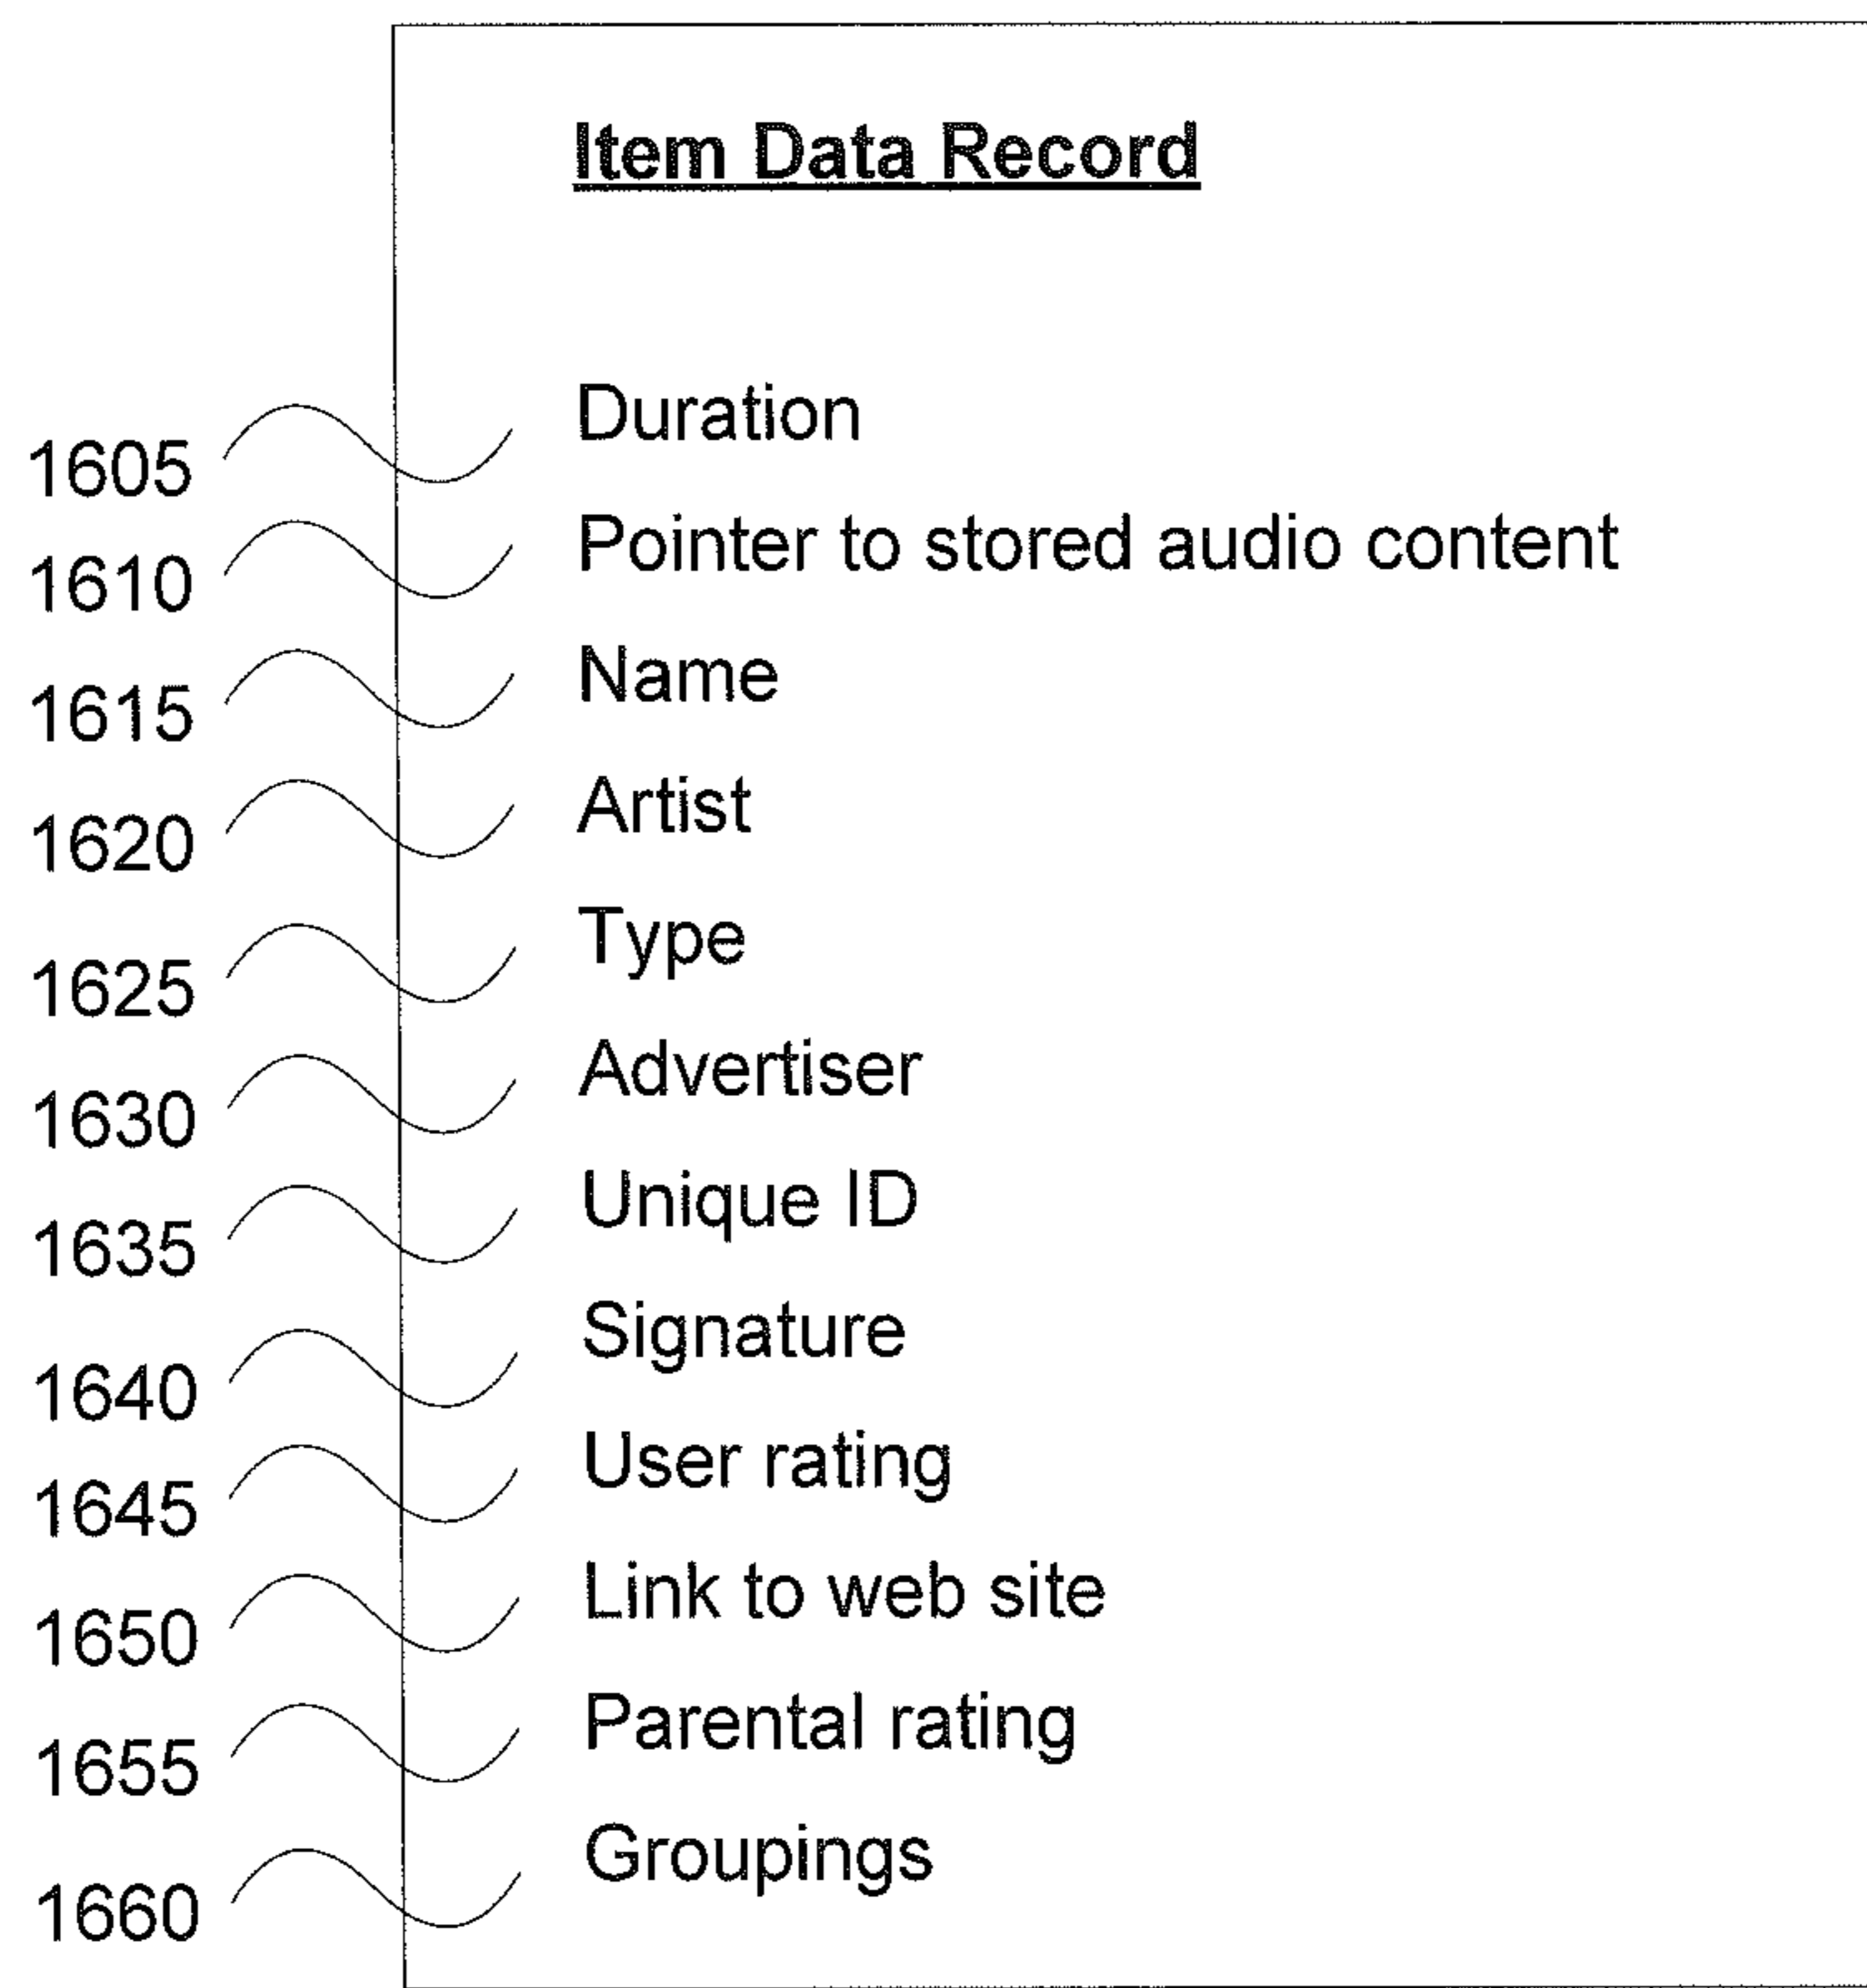 Item Data Record
1605 Duration
1610 Pointer to stored audio content
1615 Name
1620 Artist
1625 Type
1630 Advertiser
1635 Unique ID
1640 Signature
1645 User rating
1650 Link to web site
1655 Parental rating
1660 Groupings